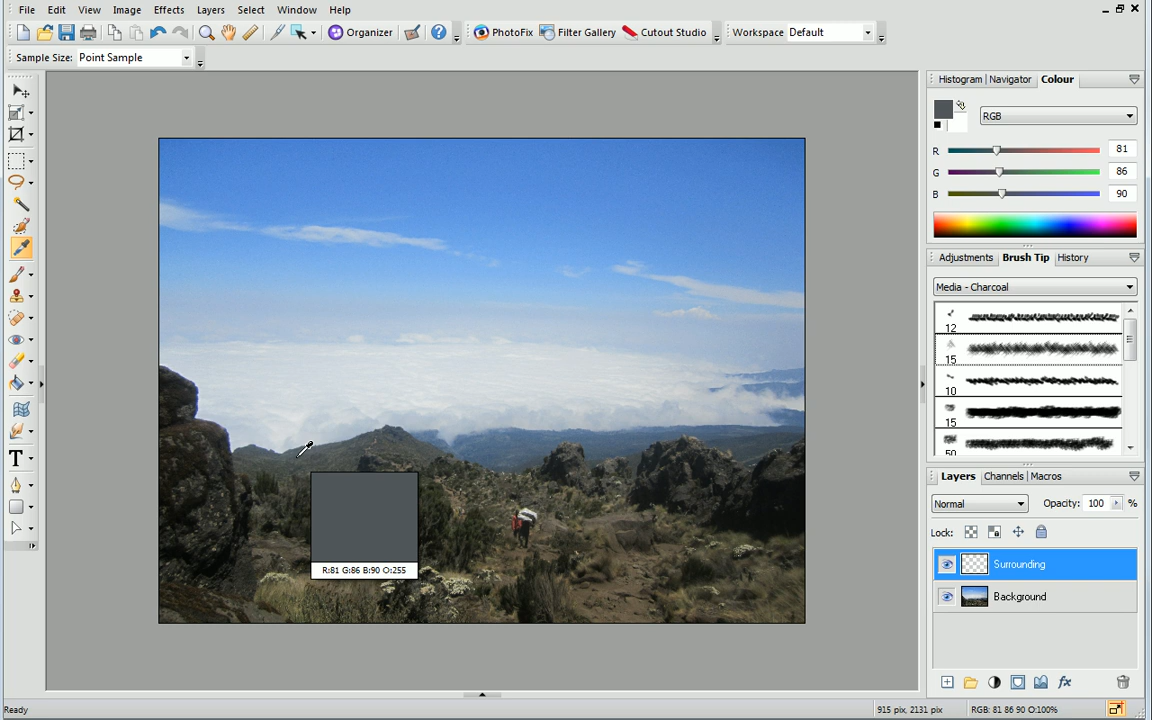 File Edit View Image Effects Layers Select Window Help
Organizer PhotoFix Filter Gallery Cutout Studio Workspace Default
Sample Size: Point Sample
Histogram Navigator Colour
RGB
R 81
G 86
B 90
Adjustments Brush Tip History
Media - Charcoal
12
15
10
15
50
R:81 G:86 B:90 O:255
Layers Channels Macros
Normal Opacity: 100 %
Lock:
Surrounding
Background
Ready 915 pix, 2131 pix RGB: 81 86 90 O:100%